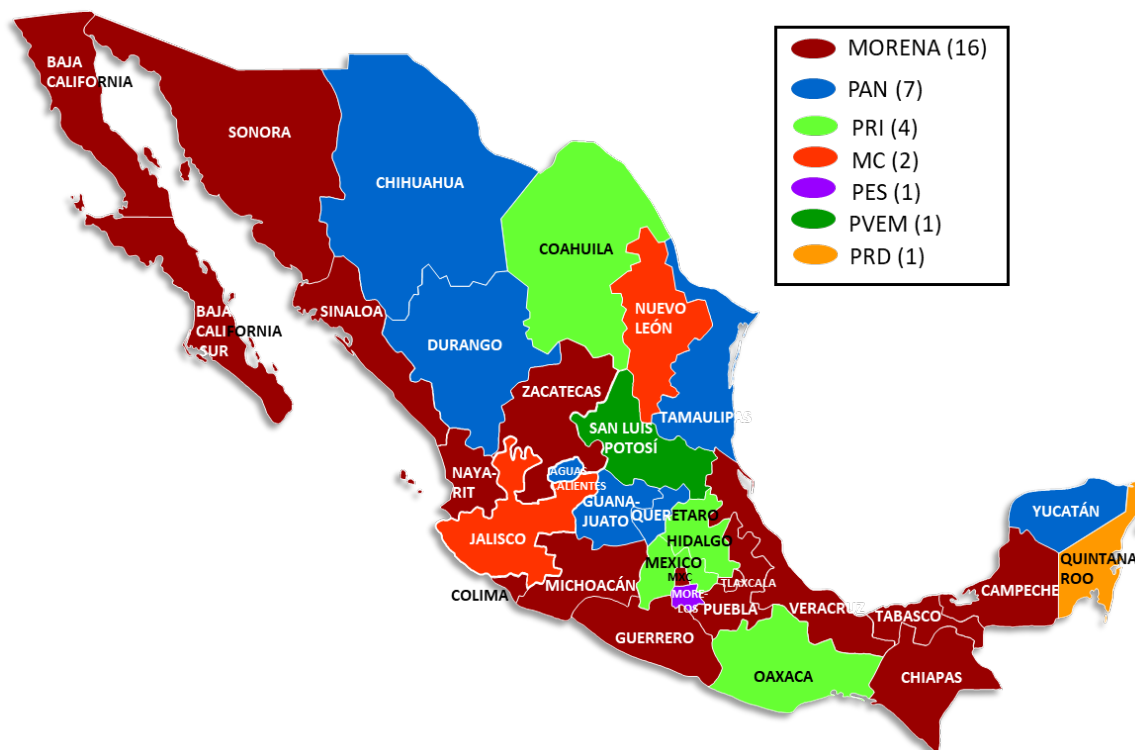 MORENA (16)
PAN (7)
PRI (4)
MC (2)
PES (1)
PVEM (1)
PRD (1)
BAJA
CALIFORNIA
SONORA
CHIHUAHUA
COAHUILA
NUEVO
LEÓN
BAJA
CALIFORNIA
SUR
SINALOA
DURANGO
ZACATECAS
TAMAULIPAS
SAN LUIS
POTOSÍ
NAYA-
RIT
AGUAS-
CALIENTES
GUANA-
JUATO
QUERETARO
HIDALGO
JALISCO
MEXICO
MXC
TLAXCALA
COLIMA
MICHOACÁN
MORE-
LOS
PUEBLA
VERACRUZ
TABASCO
CAMPECHE
YUCATÁN
QUINTANA
ROO
GUERRERO
OAXACA
CHIAPAS